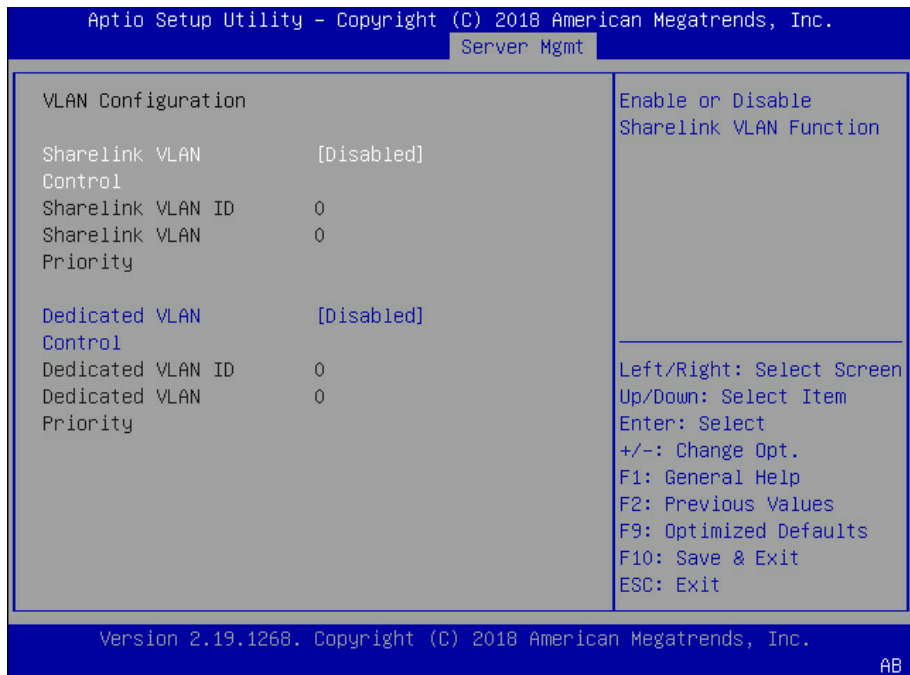 Aptio Setup Utility – Copyright (C) 2018 American Megatrends, Inc.
Server Mgmt
VLAN Configuration
Sharelink VLAN [Disabled]
Control
Sharelink VLAN ID 0
Sharelink VLAN 0
Priority
Dedicated VLAN [Disabled]
Control
Dedicated VLAN ID 0
Dedicated VLAN 0
Priority
Enable or Disable
Sharelink VLAN Function
Left/Right: Select Screen
Up/Down: Select Item
Enter: Select
+/-: Change Opt.
F1: General Help
F2: Previous Values
F9: Optimized Defaults
F10: Save & Exit
ESC: Exit
Version 2.19.1268. Copyright (C) 2018 American Megatrends, Inc.
AB